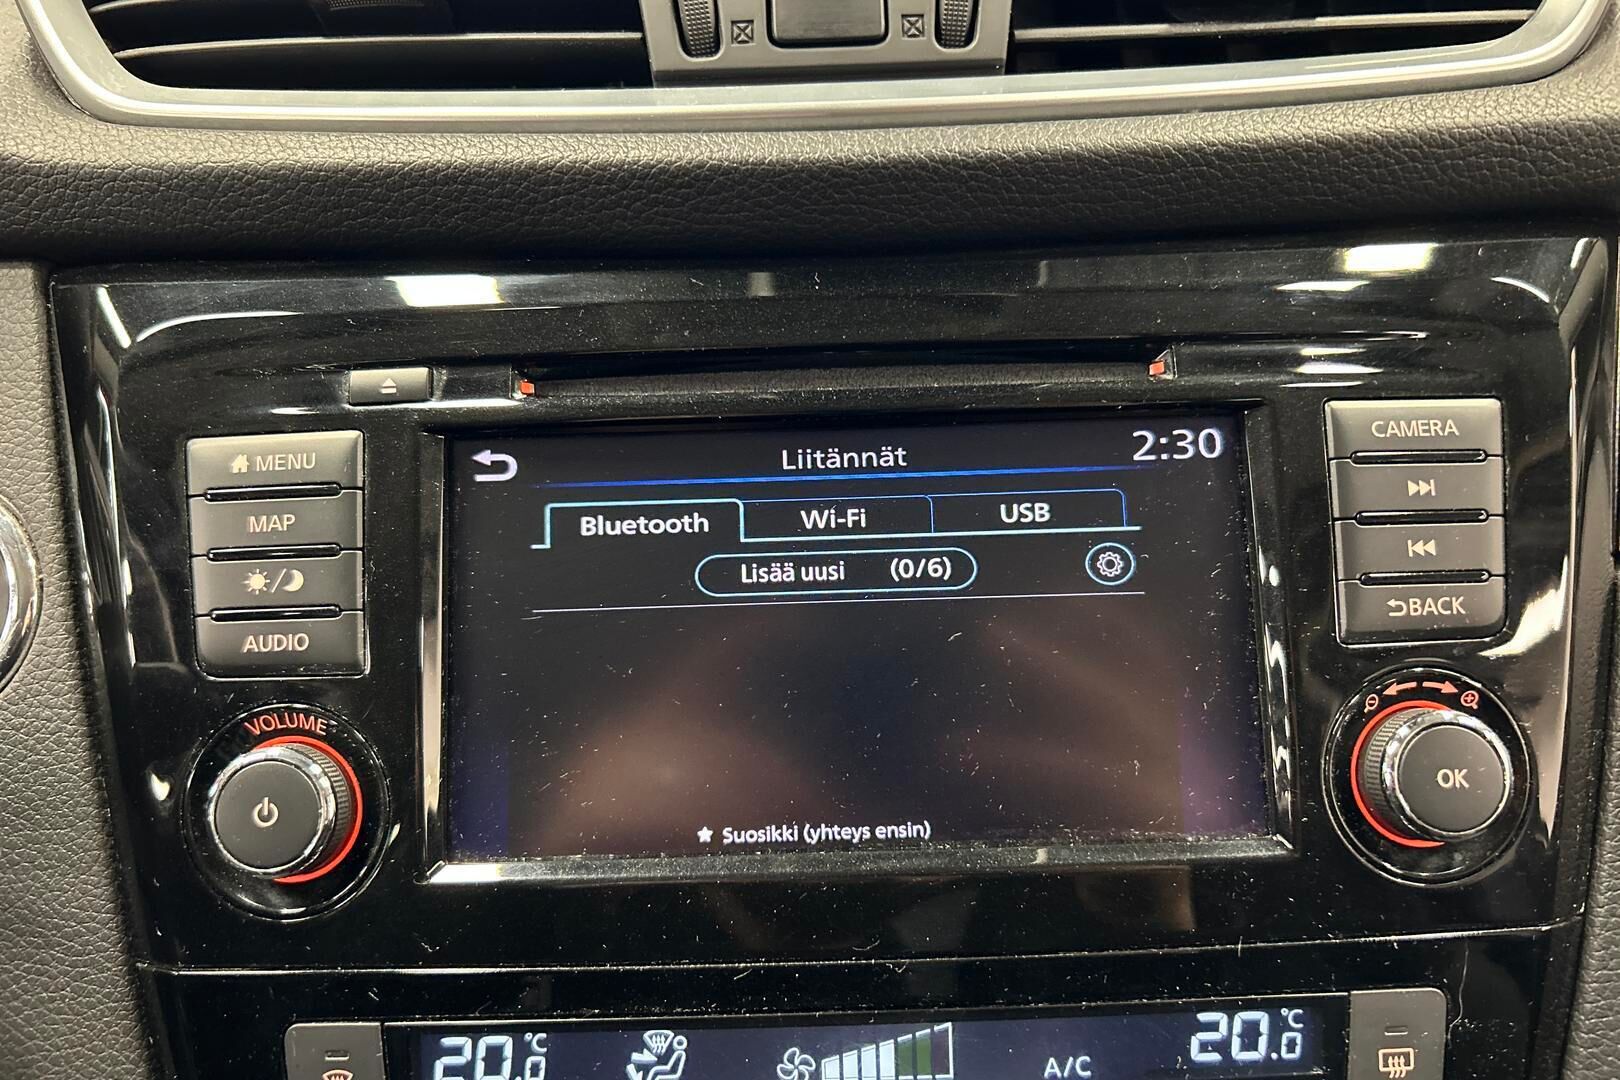 MENU
MAP
AUDIO
VOLUME
Liitännät
2:30
Bluetooth
Wi-Fi
USB
Lisää uusi (0/6)
Suosikki (yhteys ensin)
CAMERA
BACK
OK
20.0 °C
A/C
20.0 °C